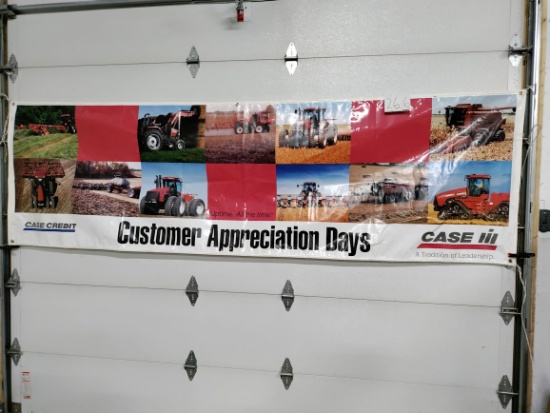 Customer Appreciation Days
CASE CREDIT
CASE IH
A Tradition of Leadership.